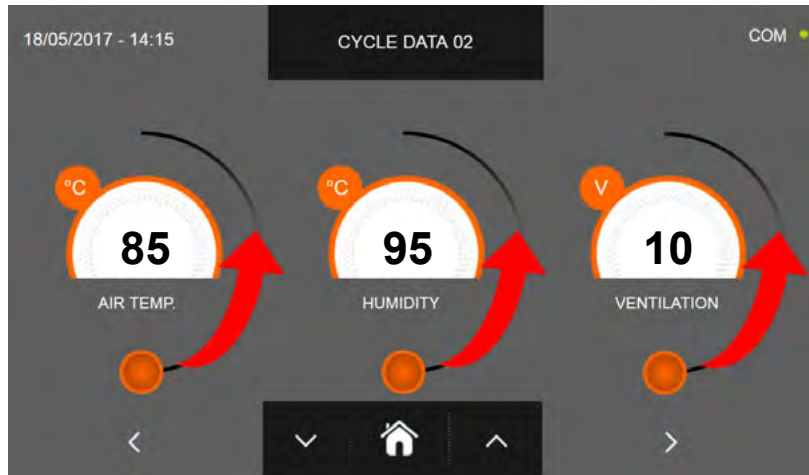 18/05/2017 - 14:15
CYCLE DATA 02
COM
°C
85
AIR TEMP.
°C
95
HUMIDITY
V
10
VENTILATION